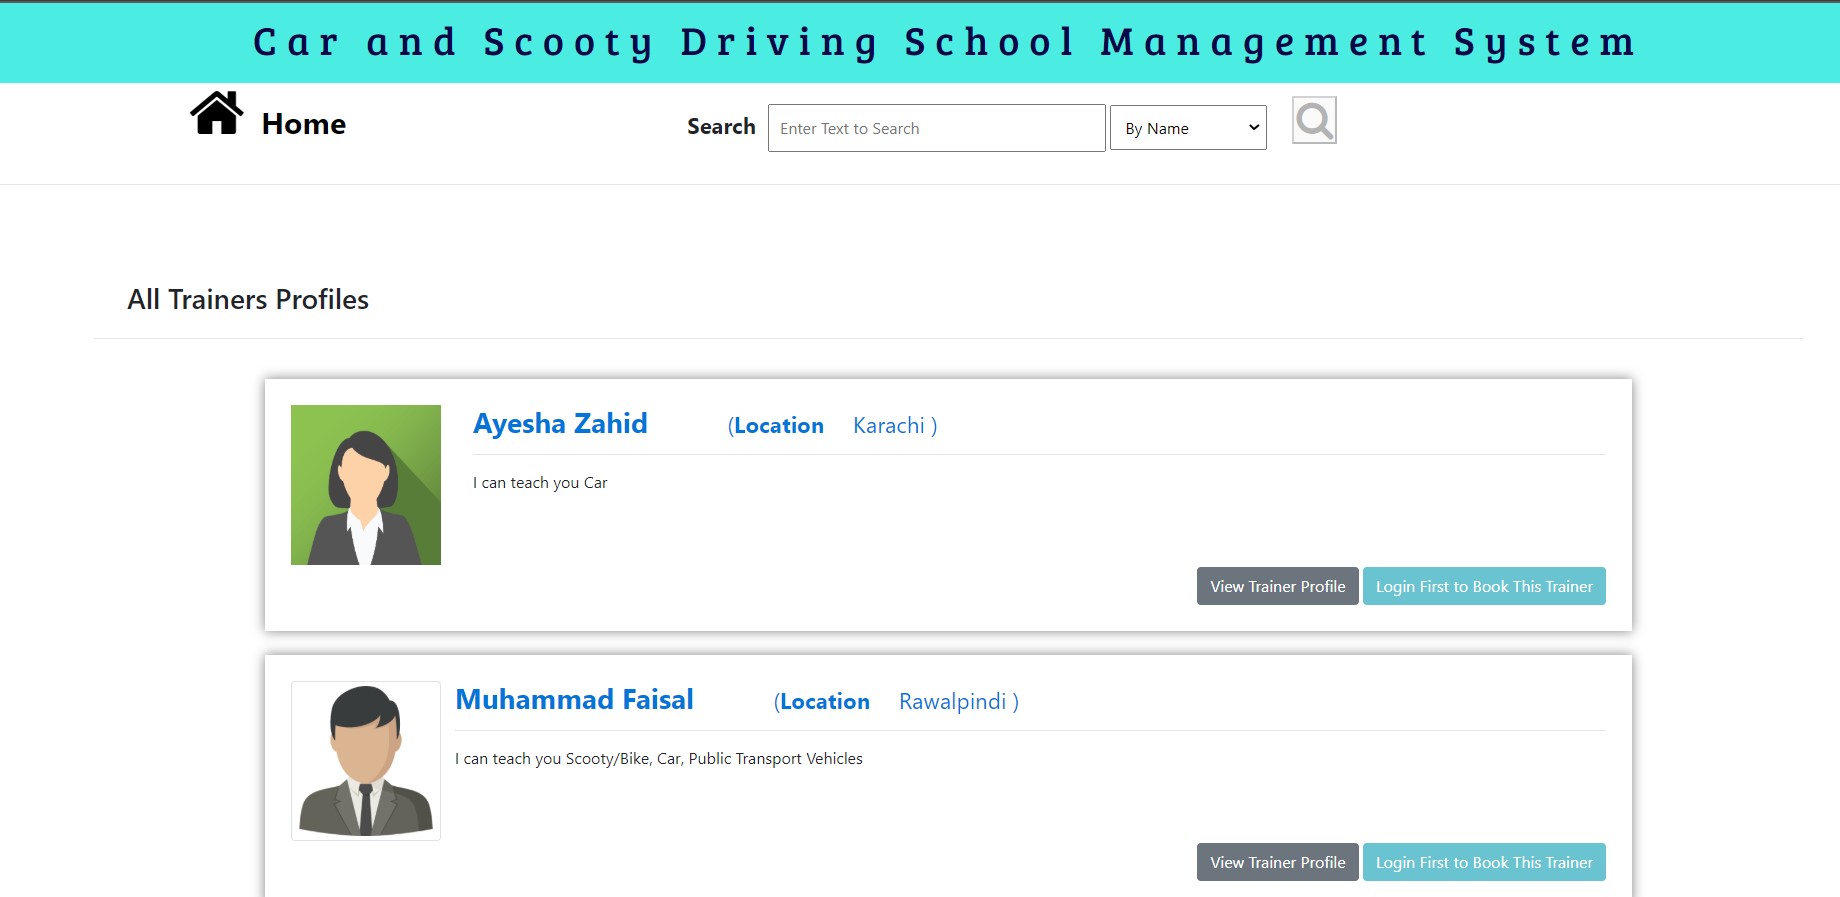 Car and Scooty Driving School Management System
Home
Search Enter Text to Search By Name
All Trainers Profiles
Ayesha Zahid (Location Karachi )
I can teach you Car
View Trainer Profile Login First to Book This Trainer
Muhammad Faisal (Location Rawalpindi )
I can teach you Scooty/Bike, Car, Public Transport Vehicles
View Trainer Profile Login First to Book This Trainer